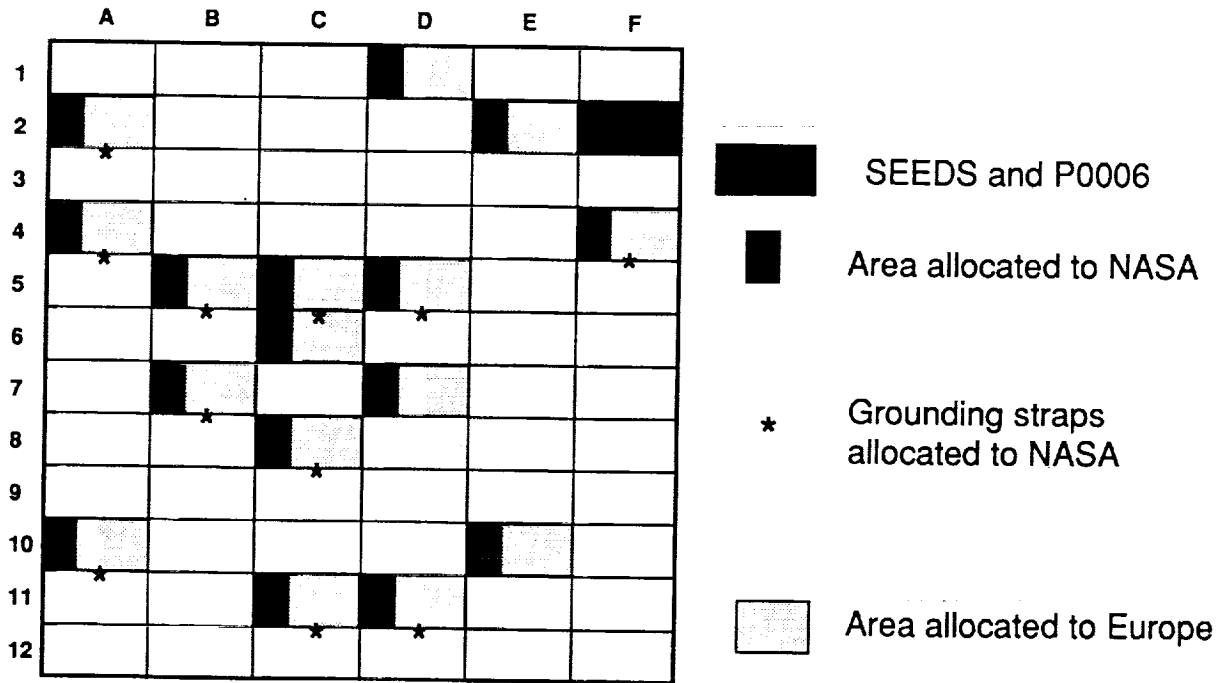 A B C D E F
1
2
3
4
5
6
7
8
9
10
11
12
SEEDS and P0006
Area allocated to NASA
* Grounding straps
allocated to NASA
Area allocated to Europe